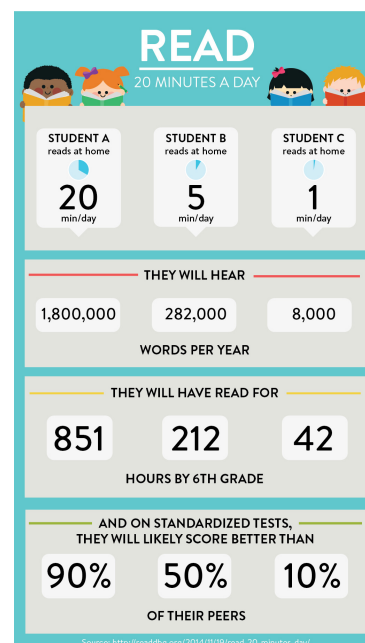 READ
20 MINUTES A DAY
STUDENT A STUDENT B STUDENT C
reads at home reads at home reads at home
20 5 1
min/day min/day min/day
THEY WILL HEAR
1,800,000 282,000 8,000
WORDS PER YEAR
THEY WILL HAVE READ FOR
851 212 42
HOURS BY 6TH GRADE
AND ON STANDARDIZED TESTS,
THEY WILL LIKELY SCORE BETTER THAN
90% 50% 10%
OF THEIR PEERS